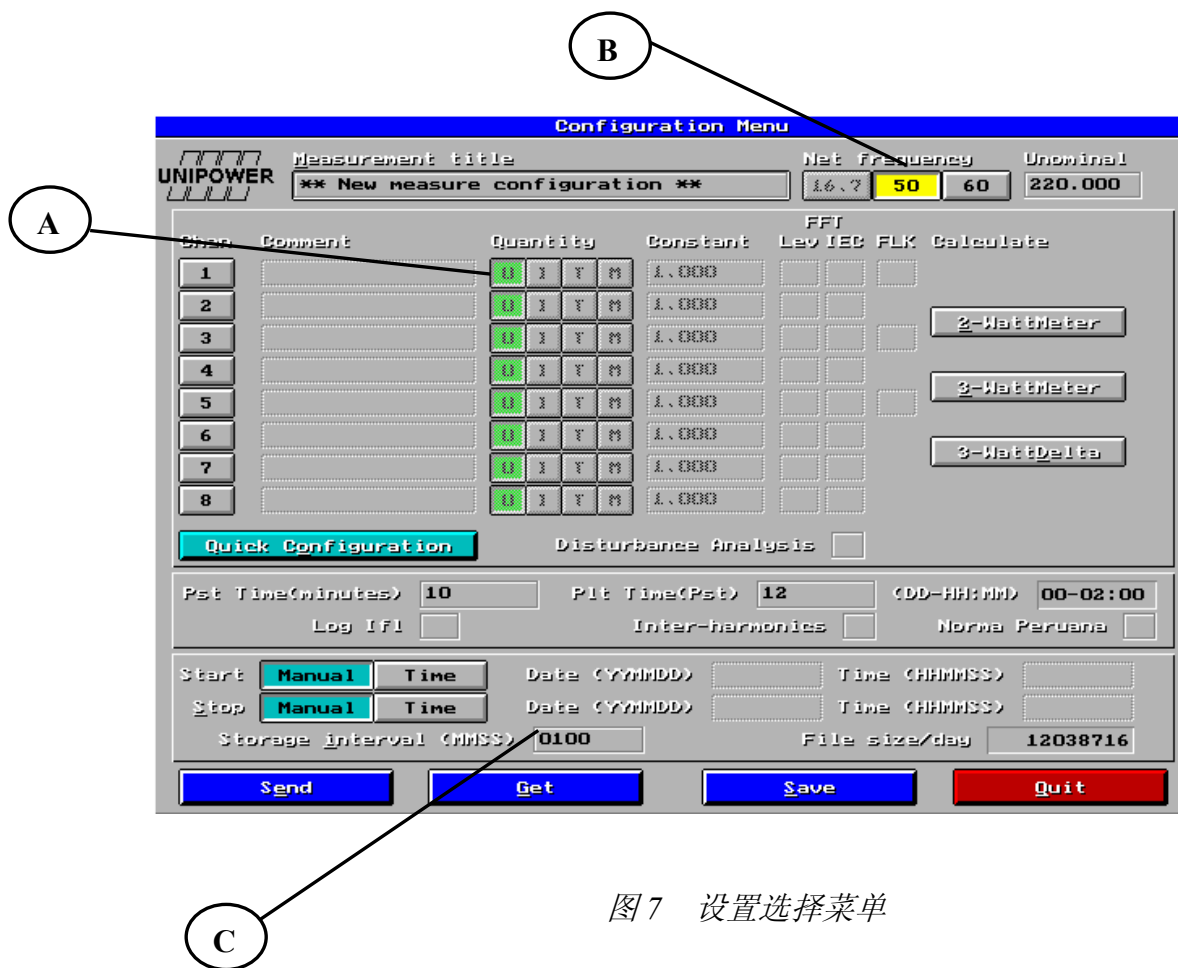 B
Configuration Menu
UNIPOWER
Measurement title
Net frequency
Unominal
** New measure configuration **
16.7 50 60 220.000
A
FFT
Chan Comment Quantity Constant Lev IEC FLK Calculate
1 U I T M 1.000
2 U I T M 1.000
2-WattMeter
3 U I T M 1.000
4 U I T M 1.000
3-WattMeter
5 U I T M 1.000
6 U I T M 1.000
3-WattDelta
7 U I T M 1.000
8 U I T M 1.000
Quick Configuration Disturbance Analysis
Pst Time(minutes) 10 Plt Time(Pst) 12 (DD-HH:MM) 00-02:00
Log Ifl Inter-harmonics Norma Peruana
Start Manual Time Date (YYMMDD) Time (HHMMSS)
Stop Manual Time Date (YYMMDD) Time (HHMMSS)
Storage interval (MMSS) 0100 File size/day 12038716
Send Get Save Quit
图 7 设置选择菜单
C